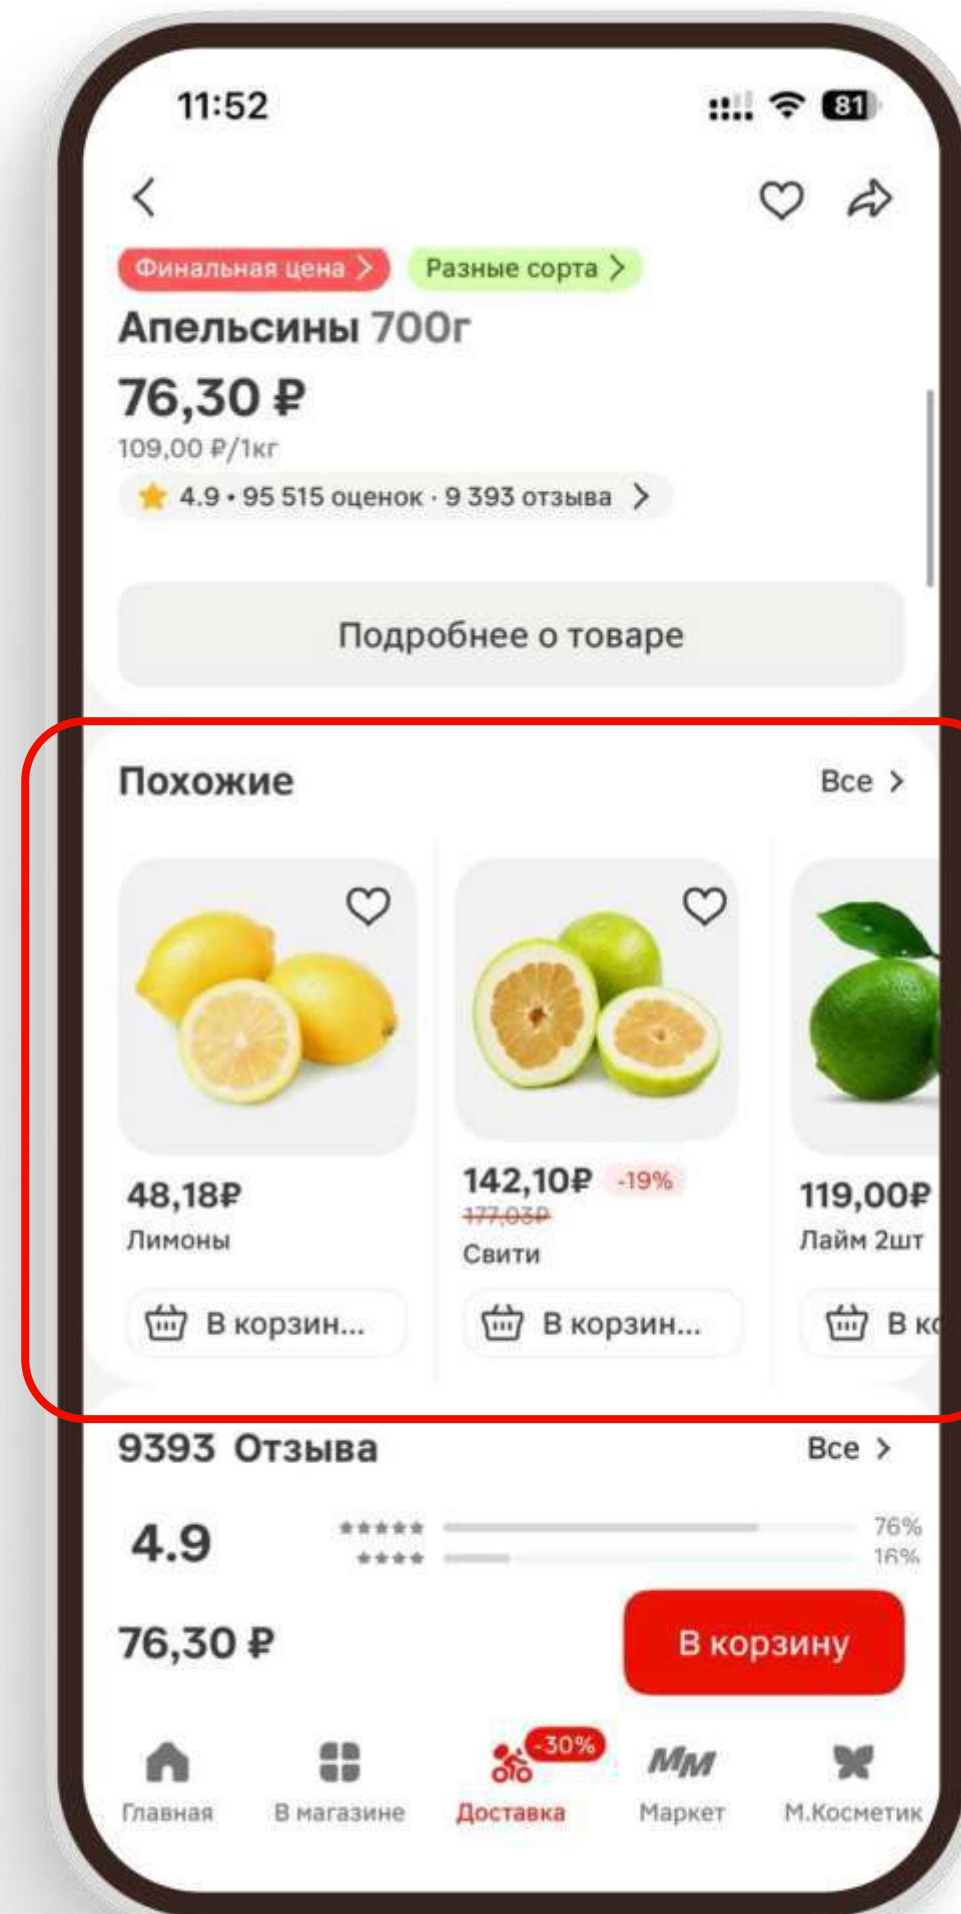 11:52
81
Финальная цена >
Разные сорта >
Апельсины 700г
76,30 ₽
109,00 ₽/1кг
4.9 • 95 515 оценок · 9 393 отзыва >
Подробнее о товаре
Похожие
Все >
48,18₽
Лимоны
В корзин...
142,10₽ -19%
177,03₽
Свити
В корзин...
119,00₽
Лайм 2шт
В ко
9393 Отзыва
Все >
4.9
★★★★★ 76%
★★★★ 16%
76,30 ₽
В корзину
-30%
ММ
Главная
В магазине
Доставка
Маркет
М.Косметик